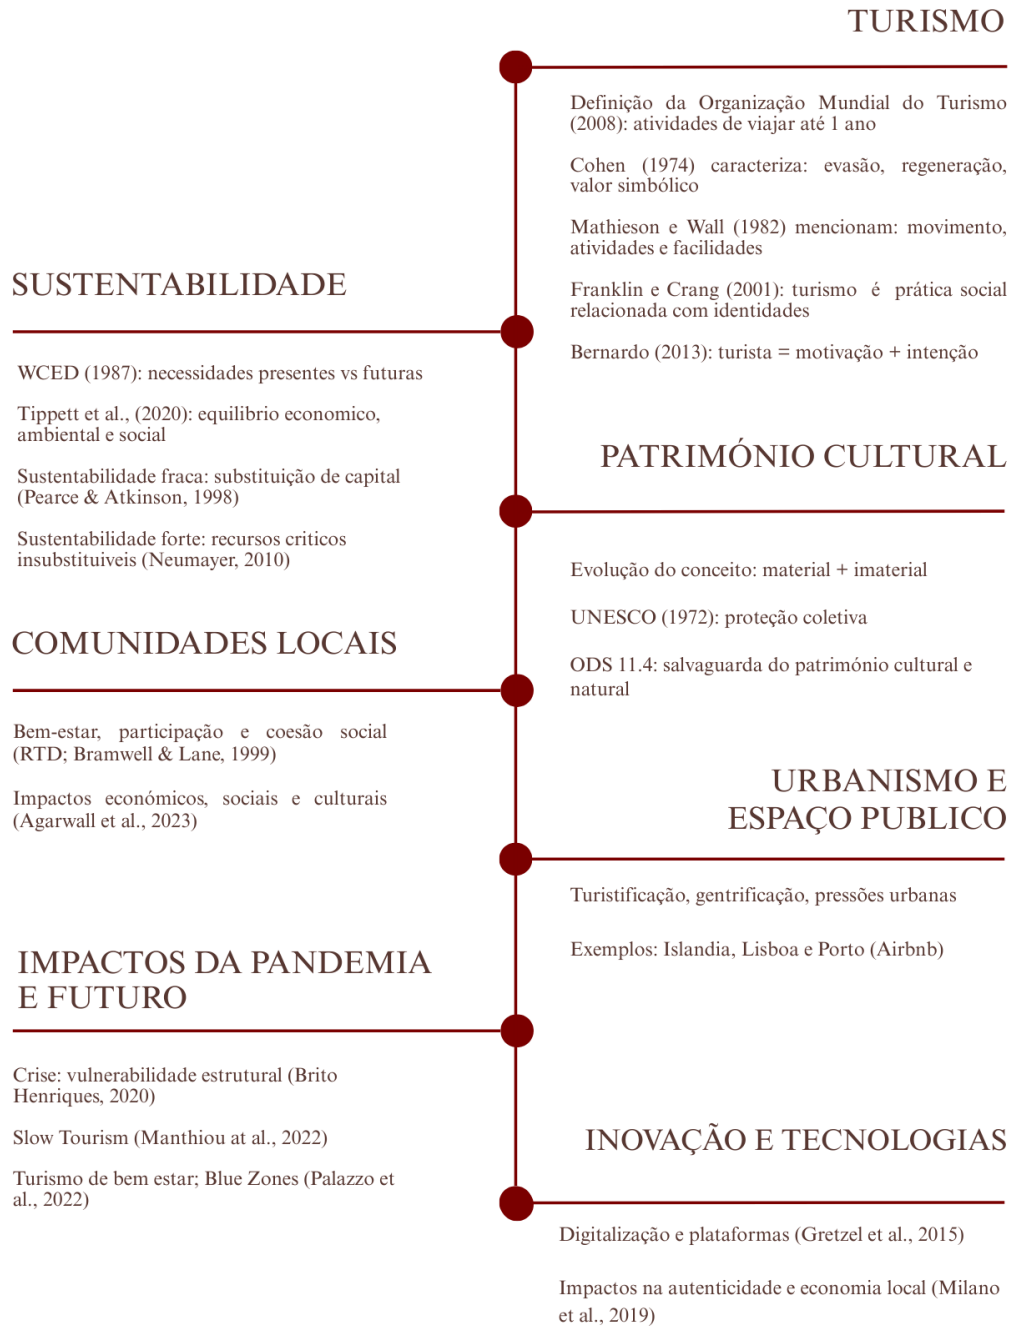 TURISMO
Definição da Organização Mundial do Turismo
(2008): atividades de viajar até 1 ano
Cohen (1974) caracteriza: evasão, regeneração,
valor simbólico
Mathieson e Wall (1982) mencionam: movimento,
atividades e facilidades
Franklin e Crang (2001): turismo é prática social
relacionada com identidades
Bernardo (2013): turista = motivação + intenção
SUSTENTABILIDADE
WCED (1987): necessidades presentes vs futuras
Tippett et al., (2020): equilibrio economico,
ambiental e social
Sustentabilidade fraca: substituição de capital
(Pearce & Atkinson, 1998)
Sustentabilidade forte: recursos criticos
insubstituiveis (Neumayer, 2010)
PATRIMÓNIO CULTURAL
Evolução do conceito: material + imaterial
UNESCO (1972): proteção coletiva
ODS 11.4: salvaguarda do património cultural e
natural
COMUNIDADES LOCAIS
Bem-estar, participação e coesão social
(RTD; Bramwell & Lane, 1999)
Impactos económicos, sociais e culturais
(Agarwall et al., 2023)
URBANISMO E
ESPAÇO PUBLICO
Turistificação, gentrificação, pressões urbanas
Exemplos: Islandia, Lisboa e Porto (Airbnb)
IMPACTOS DA PANDEMIA
E FUTURO
Crise: vulnerabilidade estrutural (Brito
Henriques, 2020)
Slow Tourism (Manthiou at al., 2022)
Turismo de bem estar; Blue Zones (Palazzo et
al., 2022)
INOVAÇÃO E TECNOLOGIAS
Digitalização e plataformas (Gretzel et al., 2015)
Impactos na autenticidade e economia local (Milano
et al., 2019)